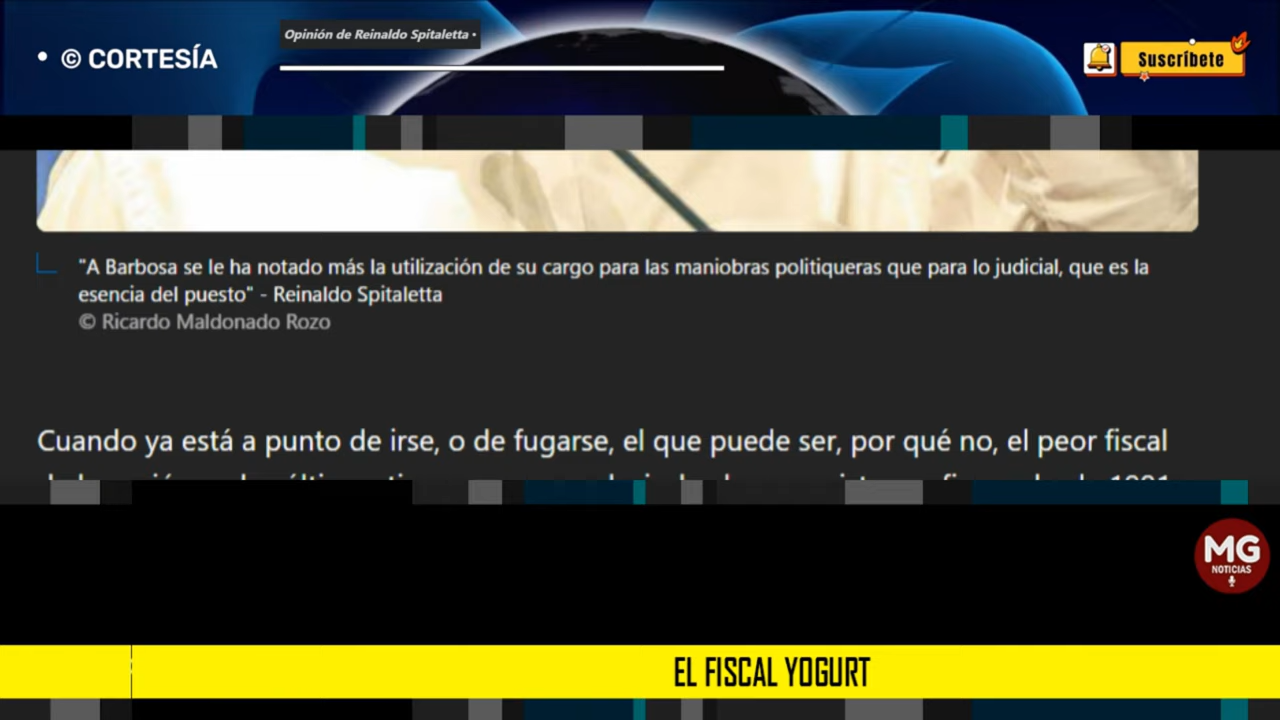 Opinión de Reinaldo Spitaletta •
• © CORTESÍA
Suscríbete
"A Barbosa se le ha notado más la utilización de su cargo para las maniobras politiqueras que para lo judicial, que es la
esencia del puesto" - Reinaldo Spitaletta
© Ricardo Maldonado Rozo
Cuando ya está a punto de irse, o de fugarse, el que puede ser, por qué no, el peor fiscal
MG
NOTICIAS
EL FISCAL YOGURT